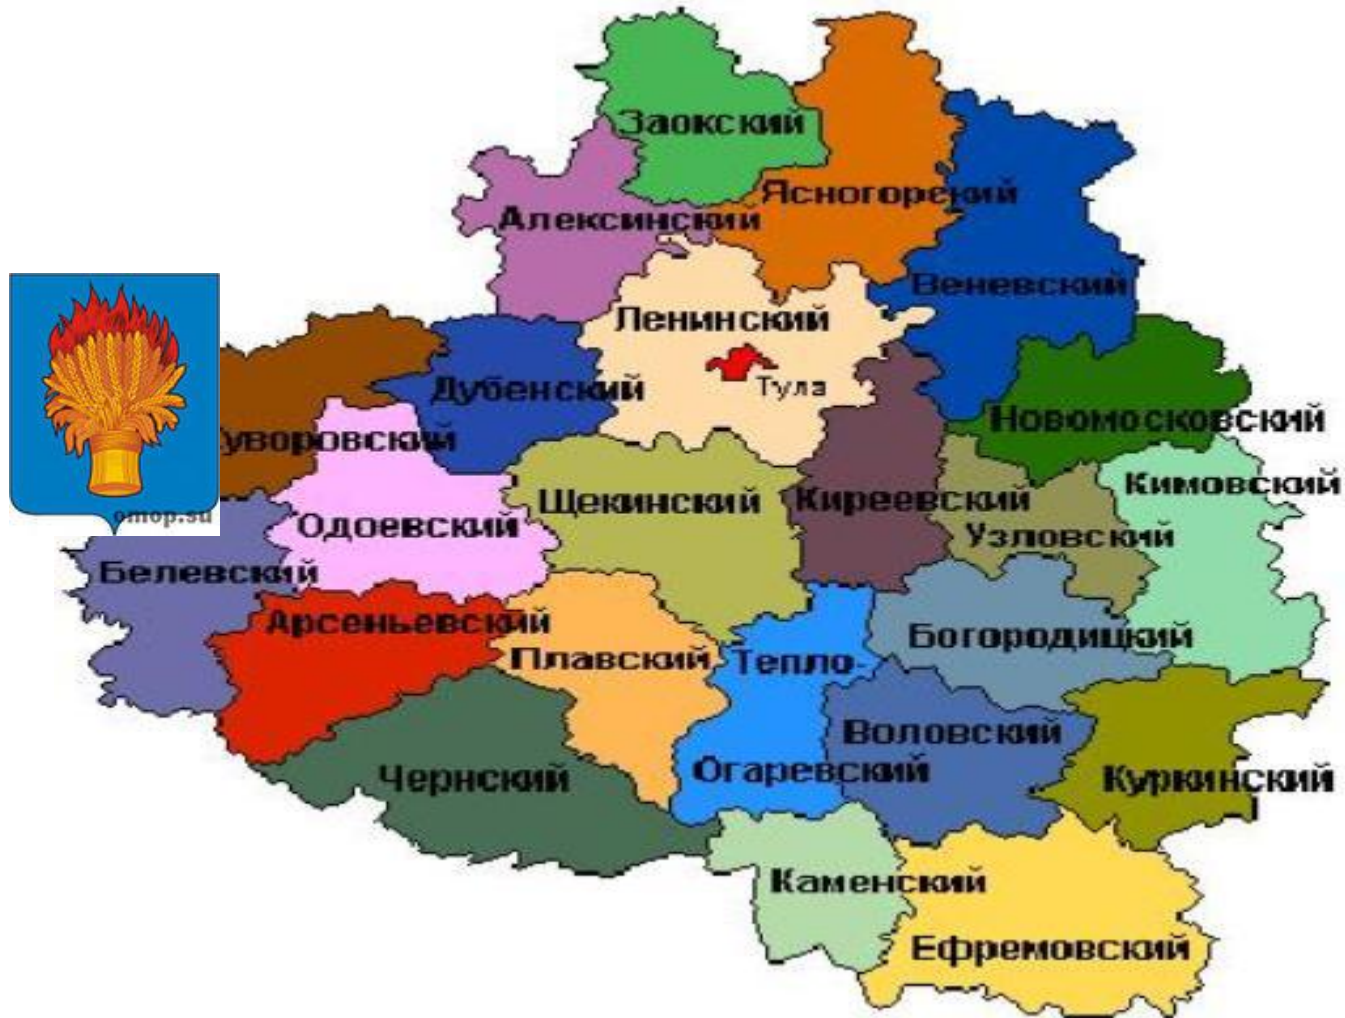 Заокский
Ясногорский
Алексинский
Веневский
Ленинский
Тула
Дубенский
Новомосковский
уворовский
Кимовский
Щекинский
Киреевский
Узловский
Одоевский
omop.su
Белевский
Арсеньевский
Богородицкий
Плавский
Тепло-
Огаревский
Воловский
Чернский
Куркинский
Каменский
Ефремовский